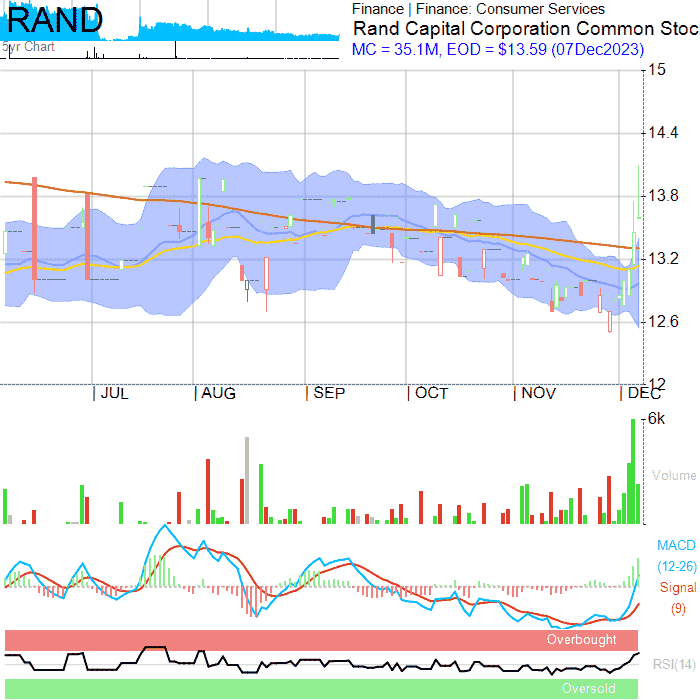 RAND
5yr Chart
Finance | Finance: Consumer Services
Rand Capital Corporation Common Stoc
MC = 35.1M, EOD = $13.59 (07Dec2023)
15
14.4
13.8
13.2
12.6
12
JUL AUG SEP OCT NOV DEC
6k
Volume
MACD
(12-26)
Signal
(9)
Overbought
RSI(14)
Oversold